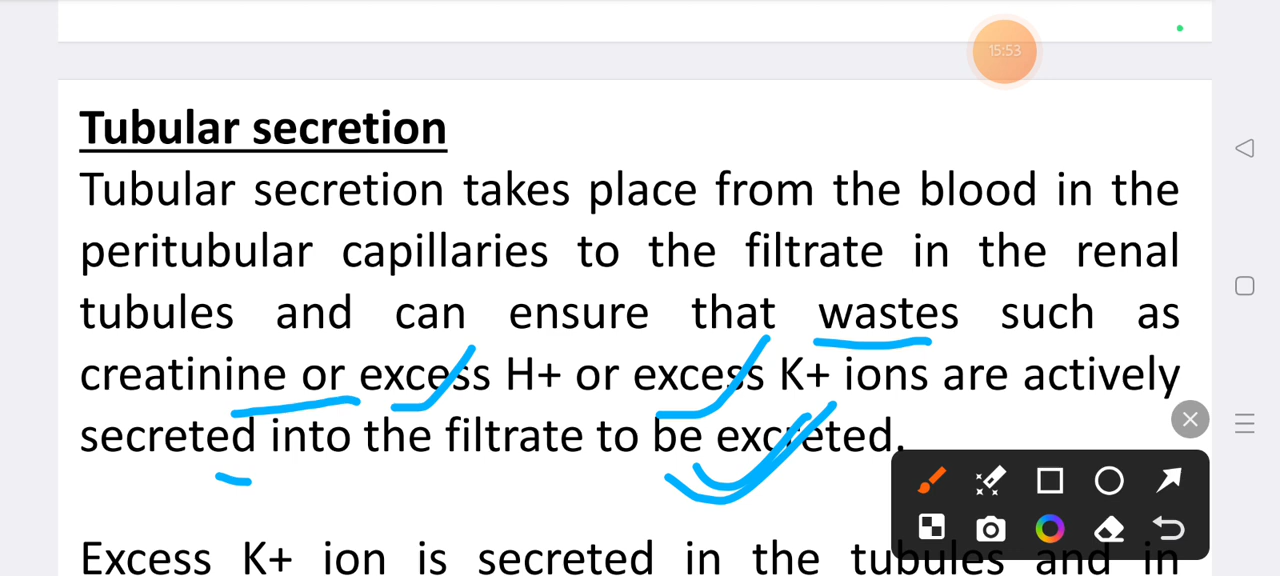 15:53
Tubular secretion
Tubular secretion takes place from the blood in the
peritubular capillaries to the filtrate in the renal
tubules and can ensure that wastes such as
creatinine or excess H+ or excess K+ ions are actively
secreted into the filtrate to be excreted.
Excess K+ ion is secreted in the tubules and in